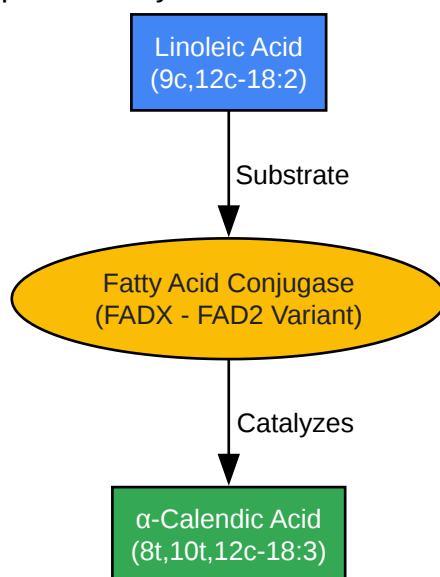 Linoleic Acid
(9c,12c-18:2)
Substrate
Fatty Acid Conjugase
(FADX - FAD2 Variant)
Catalyzes
α-Calendic Acid
(8t,10t,12c-18:3)